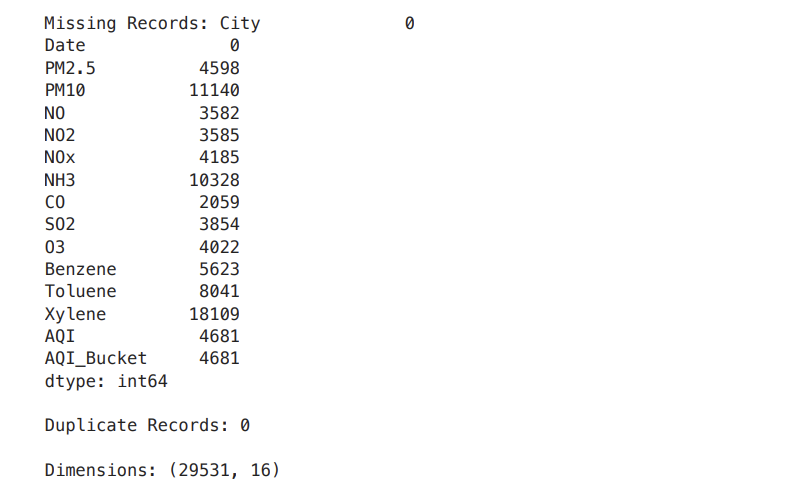 Missing Records: City                0
Date              0
PM2.5          4598
PM10          11140
NO             3582
NO2            3585
NOx            4185
NH3           10328
CO             2059
SO2            3854
O3             4022
Benzene        5623
Toluene        8041
Xylene        18109
AQI            4681
AQI_Bucket     4681
dtype: int64
Duplicate Records: 0
Dimensions: (29531, 16)